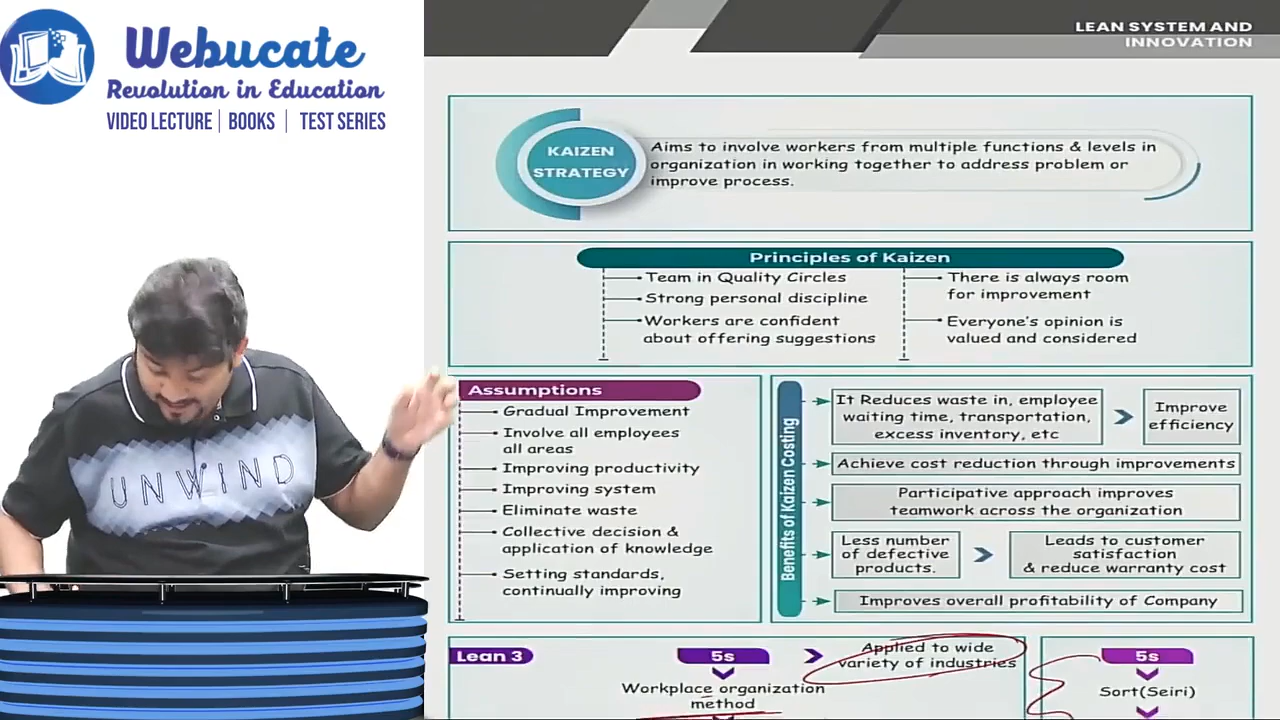 Webucate
Revolution in Education
VIDEO LECTURE | BOOKS | TEST SERIES
UNWIND
LEAN SYSTEM AND
INNOVATION
KAIZEN
STRATEGY
Aims to involve workers from multiple functions & levels in
organization in working together to address problem or
improve process.
Principles of Kaizen
Team in Quality Circles
Strong personal discipline
Workers are confident
about offering suggestions
There is always room
for improvement
Everyone's opinion is
valued and considered
Assumptions
Gradual Improvement
Involve all employees
all areas
Improving productivity
Improving system
Eliminate waste
Collective decision &
application of knowledge
Setting standards,
continually improving
Benefits of Kaizen Costing
It Reduces waste in, employee
waiting time, transportation,
excess inventory, etc
Improve
efficiency
Achieve cost reduction through improvements
Participative approach improves
teamwork across the organization
Less number
of defective
products.
Leads to customer
satisfaction
& reduce warranty cost
Improves overall profitability of Company
Lean 3
5s
Applied to wide
variety of industries
Workplace organization
method
5s
Sort(Seiri)